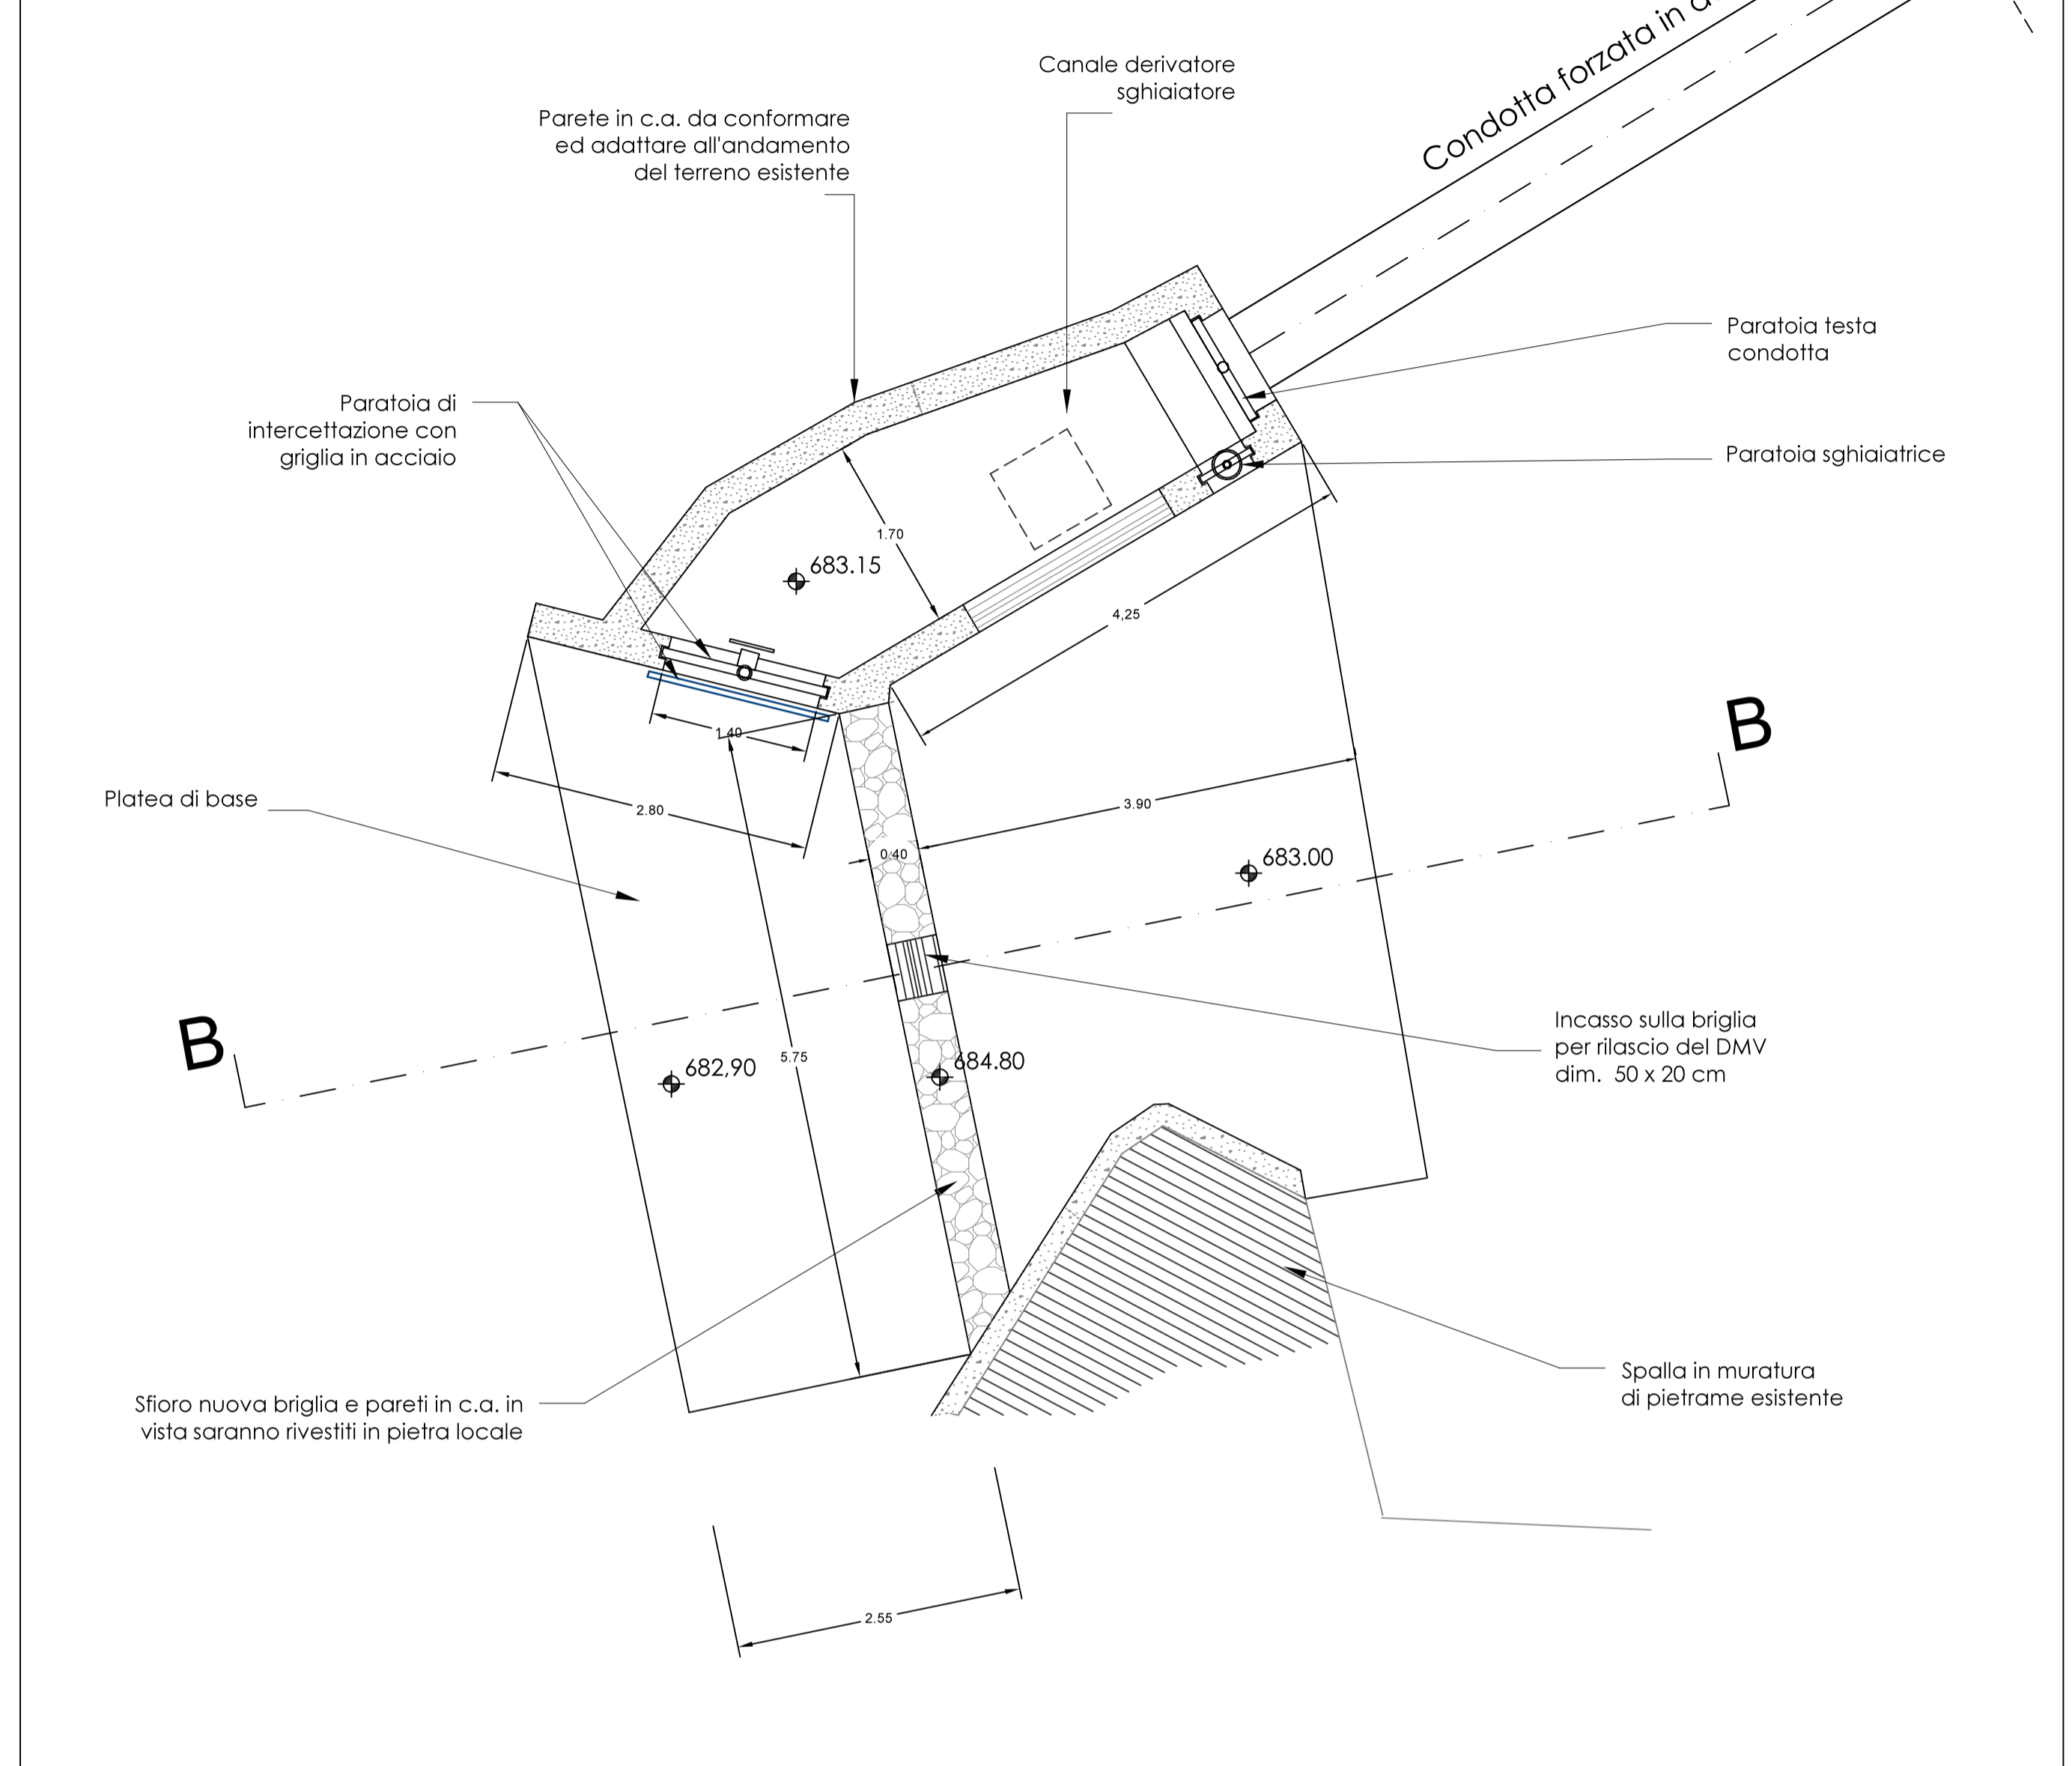 Condotta forzata in
Canale derivatore
sghiaiatore
Parete in c.a. da conformare
ed adattare all'andamento
del terreno esistente
Paratoia testa
condotta
Paratoia di
intercettazione con
griglia in acciaio
Paratoia sghiaiatrice
1.70
683.15
4,25
1.40
B
Platea di base
2.80
3.90
0.40
683.00
B
Incasso sulla briglia
per rilascio del DMV
dim. 50 x 20 cm
682,90
5.75
684.80
Sfioro nuova briglia e pareti in c.a. in
vista saranno rivestiti in pietra locale
Spalla in muratura
di pietrame esistente
2.55